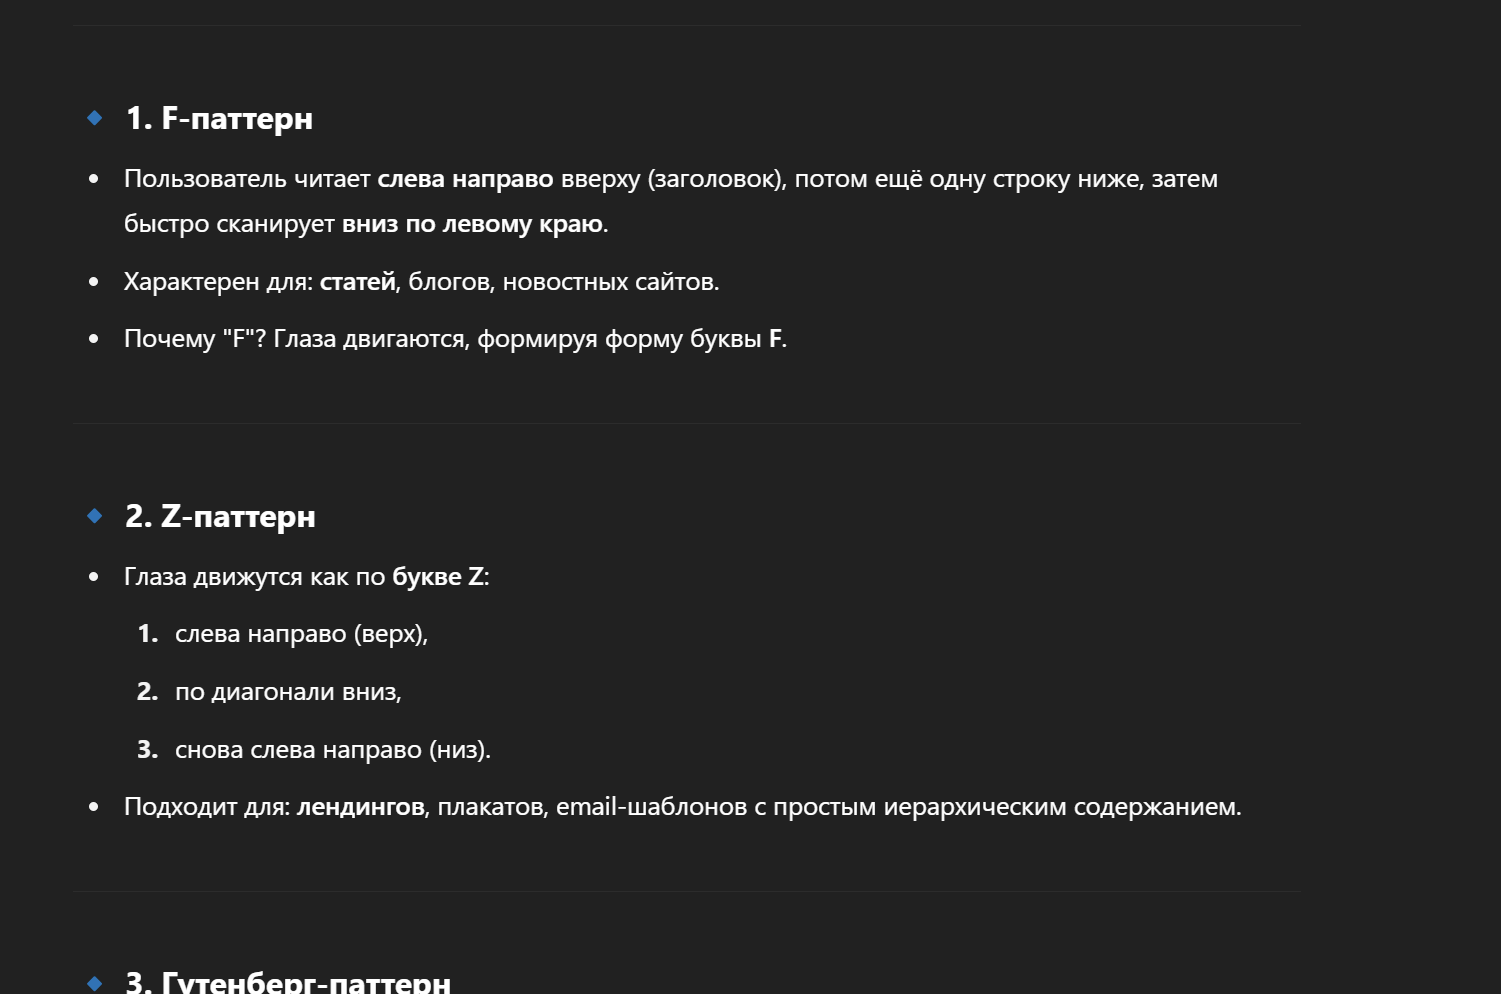 1. F-паттерн
Пользователь читает слева направо вверху (заголовок), потом ещё одну строку ниже, затем
быстро сканирует вниз по левому краю.
Характерен для: статей, блогов, новостных сайтов.
Почему "F"? Глаза двигаются, формируя форму буквы F.
2. Z-паттерн
Глаза движутся как по букве Z:
1. слева направо (верх),
2. по диагонали вниз,
3. снова слева направо (низ).
Подходит для: лендингов, плакатов, email-шаблонов с простым иерархическим содержанием.
3. Гутенберг-паттерн